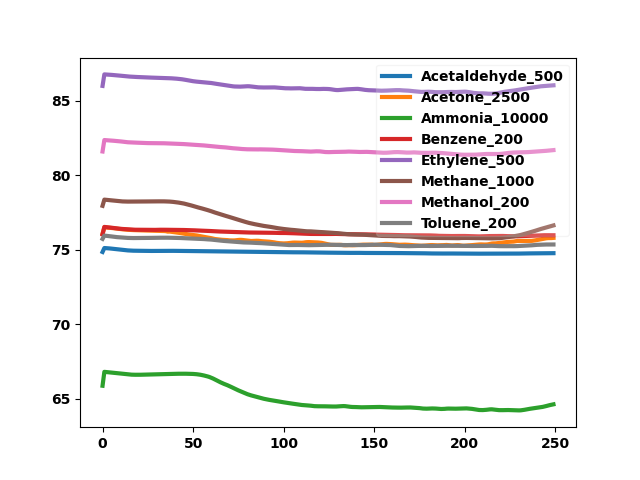 85
80
75
70
65
0 50 100 150 200 250
Acetaldehyde_500
Acetone_2500
Ammonia_10000
Benzene_200
Ethylene_500
Methane_1000
Methanol_200
Toluene_200